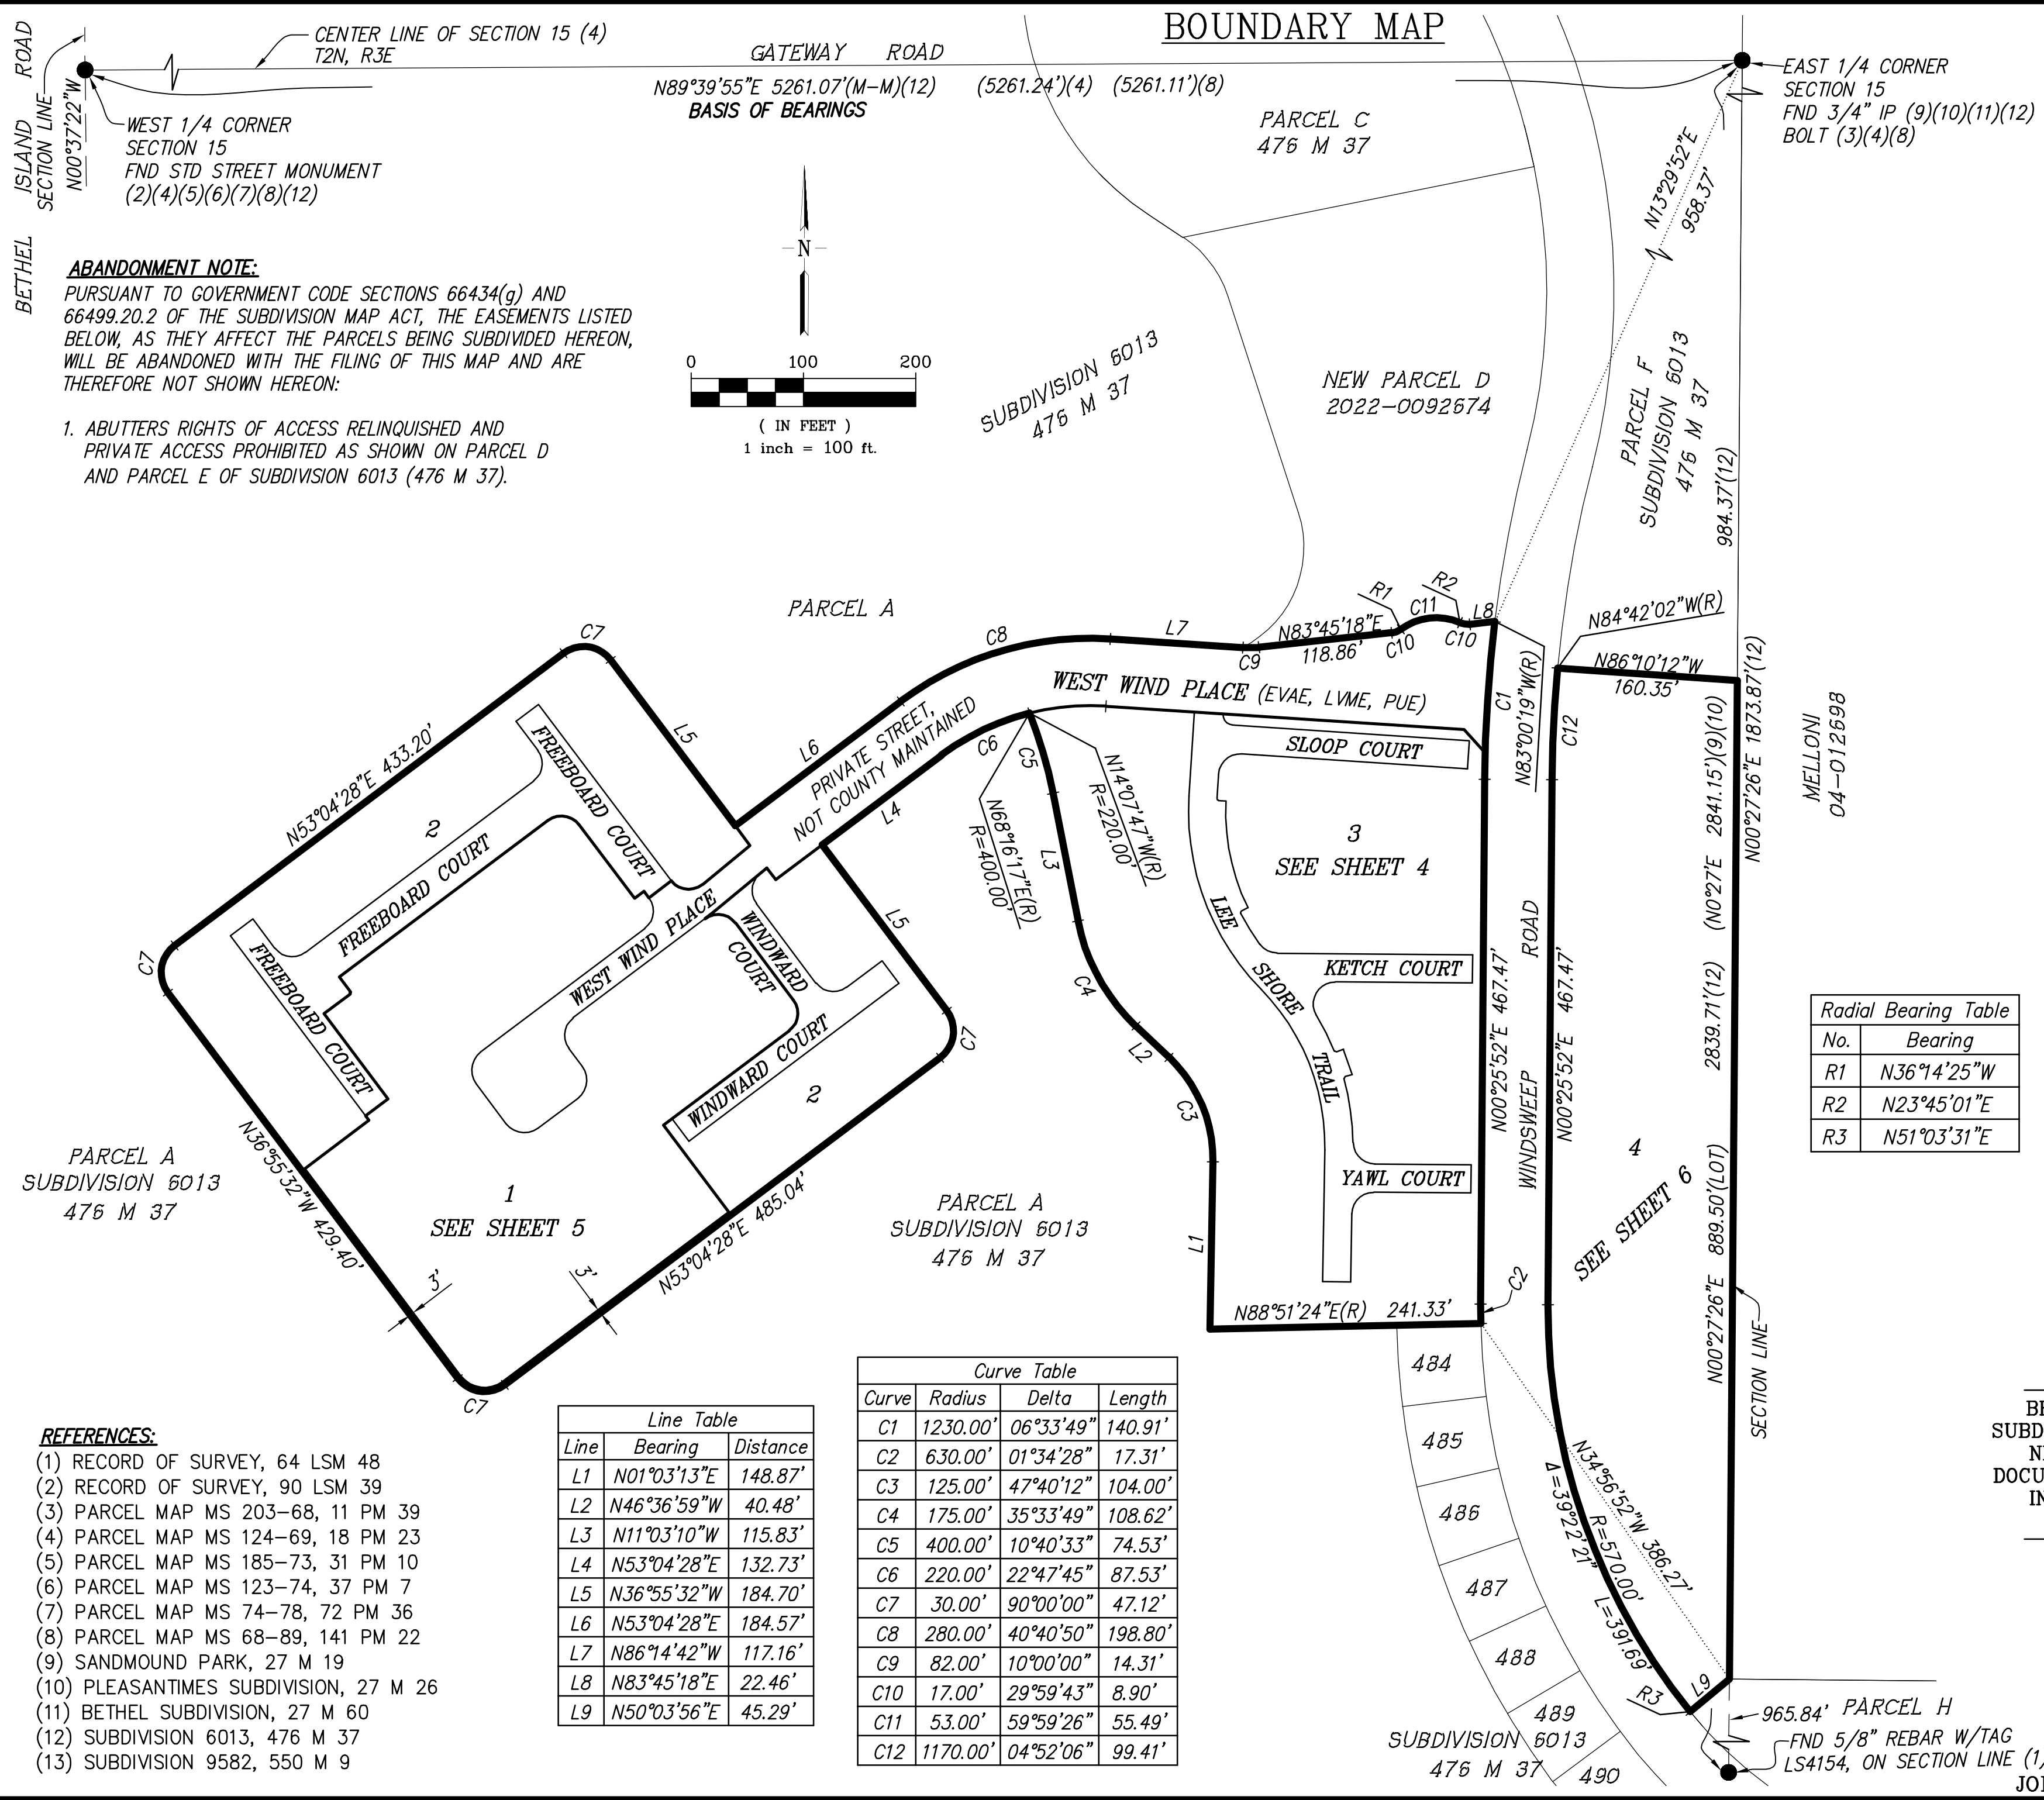 BOUNDARY MAP
BETHEL ISLAND ROAD
SECTION LINE
N00°37'22"W
CENTER LINE OF SECTION 15 (4)
T2N, R3E
GATEWAY ROAD
N89°39'55"E 5261.07'(M-M)(12) (5261.24')(4) (5261.11')(8)
BASIS OF BEARINGS
WEST 1/4 CORNER
SECTION 15
FND STD STREET MONUMENT
(2)(4)(5)(6)(7)(8)(12)
EAST 1/4 CORNER
SECTION 15
FND 3/4" IP (9)(10)(11)(12)
BOLT (3)(4)(8)
PARCEL C
476 M 37
N13°29'52"E
958.37'
N
ABANDONMENT NOTE:
PURSUANT TO GOVERNMENT CODE SECTIONS 66434(g) AND
66499.20.2 OF THE SUBDIVISION MAP ACT, THE EASEMENTS LISTED
BELOW, AS THEY AFFECT THE PARCELS BEING SUBDIVIDED HEREON,
WILL BE ABANDONED WITH THE FILING OF THIS MAP AND ARE
THEREFORE NOT SHOWN HEREON:
1. ABUTTERS RIGHTS OF ACCESS RELINQUISHED AND
PRIVATE ACCESS PROHIBITED AS SHOWN ON PARCEL D
AND PARCEL E OF SUBDIVISION 6013 (476 M 37).
0 100 200
( IN FEET )
1 inch = 100 ft.
SUBDIVISION 6013
476 M 37
NEW PARCEL D
2022-0092674
PARCEL F
SUBDIVISION 6013
476 M 37
984.37'(12)
PARCEL A
C7
C8
L7
C9
N83°45'18"E
118.86'
R1
C10
C11
R2
C10
L8
N84°42'02"W(R)
N86°10'12"W
160.35'
N83°00'19"W(R)
C1
C12
WEST WIND PLACE (EVAE, LVME, PUE)
PRIVATE STREET,
NOT COUNTY MAINTAINED
L5
L6
L4
C6
C5
N14°07'47"W(R)
R=220.00'
N68°16'17"E(R)
R=400.00'
L3
C4
L2
C3
L1
N53°04'28"E 433.20'
2
FREEBOARD COURT
FREEBOARD COURT
FREEBOARD COURT
C7
WEST WIND PLACE
WINDWARD
COURT
WINDWARD COURT
L5
C7
2
1
SEE SHEET 5
N36°55'32"W 429.40'
N53°04'28"E 485.04'
3'
3'
C7
PARCEL A
SUBDIVISION 6013
476 M 37
PARCEL A
SUBDIVISION 6013
476 M 37
SLOOP COURT
3
SEE SHEET 4
LEE SHORE TRAIL
KETCH COURT
YAWL COURT
N88°51'24"E(R) 241.33'
C2
N00°25'52"E 467.47'
WINDSWEEP ROAD
N00°25'52"E 467.47'
4
SEE SHEET 6
N00°27'26"E 889.50'(LOT)
2839.71'(12)
(N0°27'E 2841.15')(9)(10)
N00°27'26"E 1873.87'(12)
MELLONI
04-012698
SECTION LINE
Radial Bearing Table
No. Bearing
R1 N36°14'25"W
R2 N23°45'01"E
R3 N51°03'31"E
484
485
486
487
488
489
490
SUBDIVISION 6013
476 M 37
N34°56'52"W 386.27'
Δ=39°22'21"
R=570.00'
L=391.69'
R3
L9
965.84'
PARCEL H
FND 5/8" REBAR W/TAG
LS4154, ON SECTION LINE (1)
REFERENCES:
(1) RECORD OF SURVEY, 64 LSM 48
(2) RECORD OF SURVEY, 90 LSM 39
(3) PARCEL MAP MS 203-68, 11 PM 39
(4) PARCEL MAP MS 124-69, 18 PM 23
(5) PARCEL MAP MS 185-73, 31 PM 10
(6) PARCEL MAP MS 123-74, 37 PM 7
(7) PARCEL MAP MS 74-78, 72 PM 36
(8) PARCEL MAP MS 68-89, 141 PM 22
(9) SANDMOUND PARK, 27 M 19
(10) PLEASANTIMES SUBDIVISION, 27 M 26
(11) BETHEL SUBDIVISION, 27 M 60
(12) SUBDIVISION 6013, 476 M 37
(13) SUBDIVISION 9582, 550 M 9
Line Table
Line Bearing Distance
L1 N01°03'13"E 148.87'
L2 N46°36'59"W 40.48'
L3 N11°03'10"W 115.83'
L4 N53°04'28"E 132.73'
L5 N36°55'32"W 184.70'
L6 N53°04'28"E 184.57'
L7 N86°14'42"W 117.16'
L8 N83°45'18"E 22.46'
L9 N50°03'56"E 45.29'
Curve Table
Curve Radius Delta Length
C1 1230.00' 06°33'49" 140.91'
C2 630.00' 01°34'28" 17.31'
C3 125.00' 47°40'12" 104.00'
C4 175.00' 35°33'49" 108.62'
C5 400.00' 10°40'33" 74.53'
C6 220.00' 22°47'45" 87.53'
C7 30.00' 90°00'00" 47.12'
C8 280.00' 40°40'50" 198.80'
C9 82.00' 10°00'00" 14.31'
C10 17.00' 29°59'43" 8.90'
C11 53.00' 59°59'26" 55.49'
C12 1170.00' 04°52'06" 99.41'